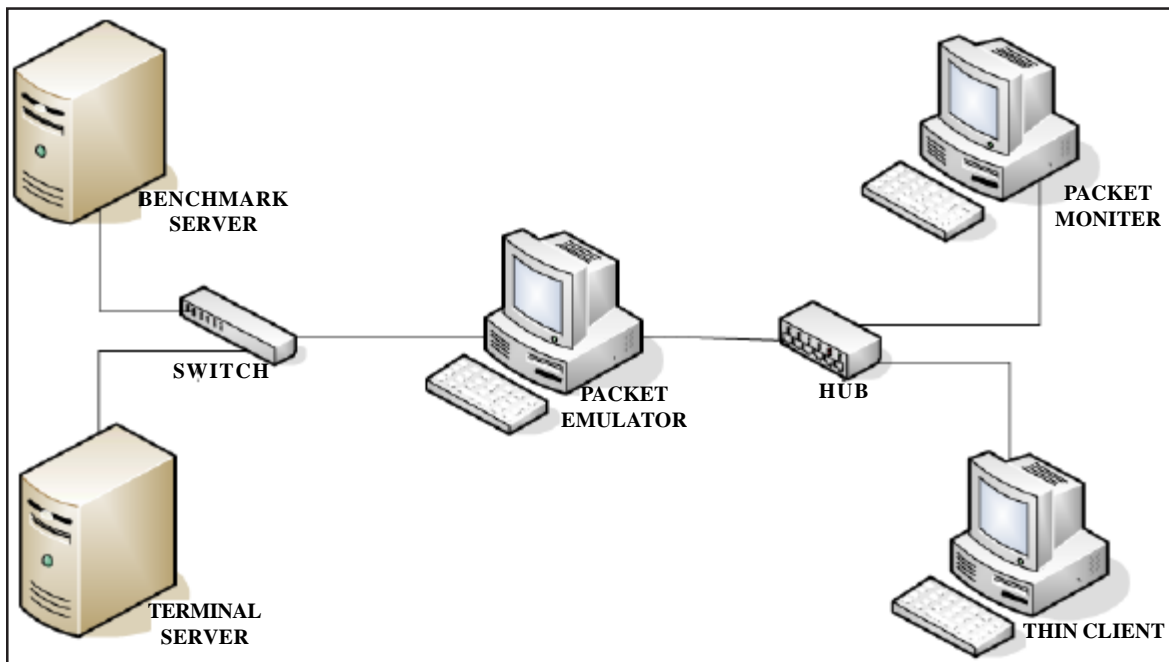 BENCHMARK
SERVER
PACKET
MONITER
SWITCH
PACKET
EMULATOR
HUB
TERMINAL
SERVER
THIN CLIENT